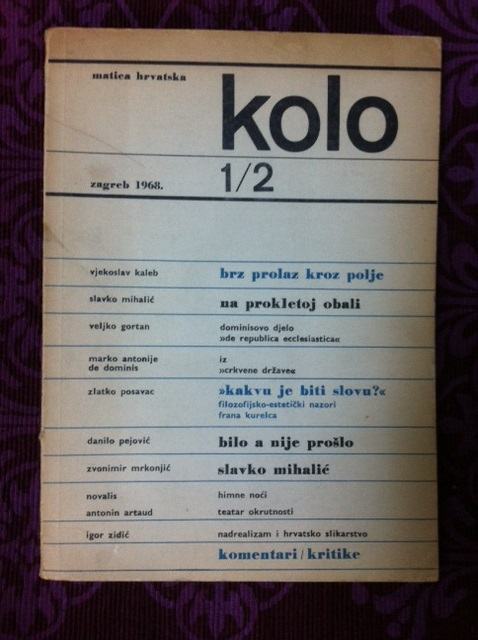 matica hrvatska
kolo
zagreb 1968.
1/2
vjekoslav kaleb
brz prolaz kroz polje
slavko mihalić
na prokletoj obali
veljko gortan
dominisovo djelo
»de republica ecclesiastica«
marko antonije
de dominis
iz
»crkvene države«
zlatko posavac
»kakvu je biti slovu?«
filozofijsko-estetički nazori
frana kurelca
danilo pejović
bilo a nije prošlo
zvonimir mrkonjić
slavko mihalić
novalis
himne noći
antonin artaud
teatar okrutnosti
igor zidić
nadrealizam i hrvatsko slikarstvo
komentari / kritike